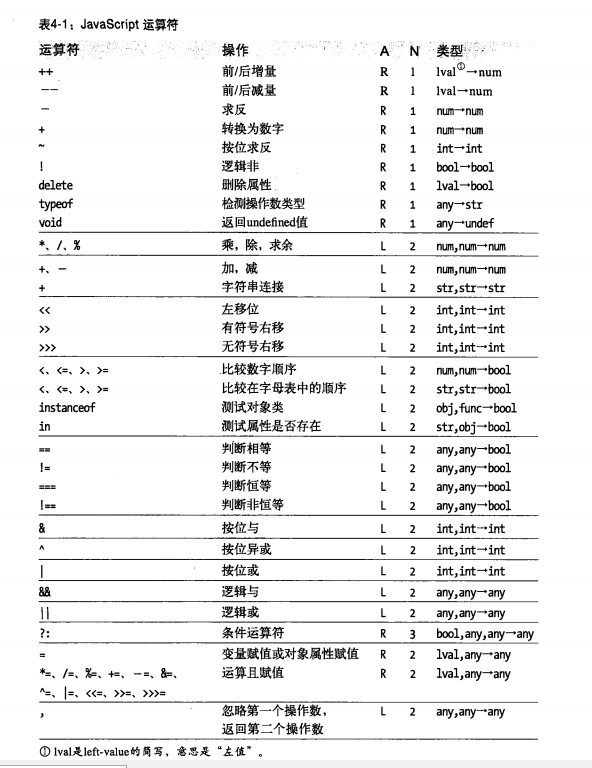 表4-1：JavaScript 运算符
运算符 操作 A N 类型
++ 前/后增量 R 1 lval①→num
-- 前/后减量 R 1 lval→num
- 求反 R 1 num→num
+ 转换为数字 R 1 num→num
~ 按位求反 R 1 int→int
! 逻辑非 R 1 bool→bool
delete 删除属性 R 1 lval→bool
typeof 检测操作数类型 R 1 any→str
void 返回undefined值 R 1 any→undef
*、/、% 乘，除，求余 L 2 num,num→num
+、- 加，减 L 2 num,num→num
+ 字符串连接 L 2 str,str→str
<< 左移位 L 2 int,int→int
>> 有符号右移 L 2 int,int→int
>>> 无符号右移 L 2 int,int→int
<、<=、>、>= 比较数字顺序 L 2 num,num→bool
<、<=、>、>= 比较在字母表中的顺序 L 2 str,str→bool
instanceof 测试对象类 L 2 obj,func→bool
in 测试属性是否存在 L 2 str,obj→bool
== 判断相等 L 2 any,any→bool
!= 判断不等 L 2 any,any→bool
=== 判断恒等 L 2 any,any→bool
!== 判断非恒等 L 2 any,any→bool
& 按位与 L 2 int,int→int
^ 按位异或 L 2 int,int→int
| 按位或 L 2 int,int→int
&& 逻辑与 L 2 any,any→any
|| 逻辑或 L 2 any,any→any
?: 条件运算符 R 3 bool,any,any→any
= 变量赋值或对象属性赋值 R 2 lval,any→any
*=、/=、%=、+=、-=、&=、 运算且赋值 R 2 lval,any→any
^=、|=、<<=、>>=、>>>=
, 忽略第一个操作数， L 2 any,any→any
返回第二个操作数
① lval是left-value的简写，意思是“左值”。